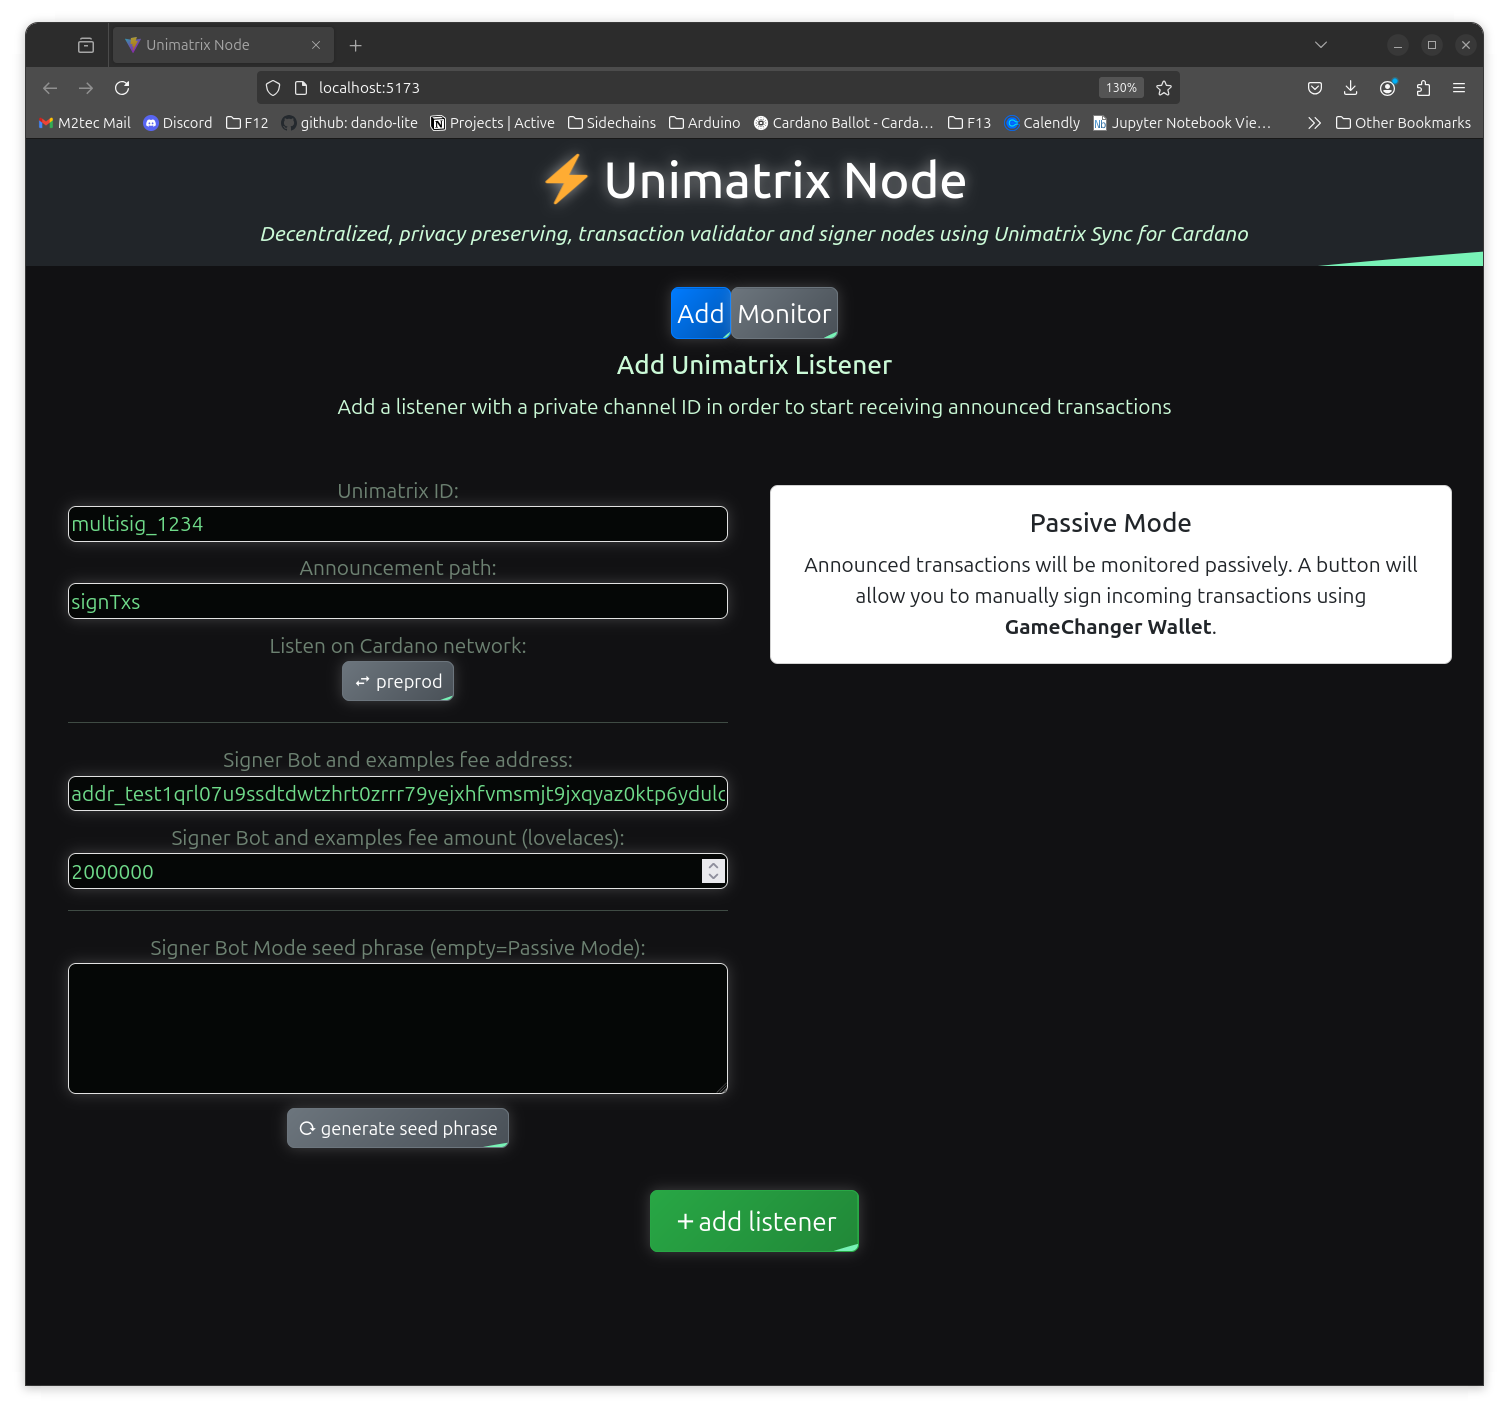 Unimatrix Node
localhost:5173
130%
M2tec Mail
Discord
F12
github: dando-lite
Projects | Active
Sidechains
Arduino
Cardano Ballot - Carda...
F13
Calendly
Jupyter Notebook Vie...
Other Bookmarks
Unimatrix Node
Decentralized, privacy preserving, transaction validator and signer nodes using Unimatrix Sync for Cardano
Add
Monitor
Add Unimatrix Listener
Add a listener with a private channel ID in order to start receiving announced transactions
Unimatrix ID:
multisig_1234
Announcement path:
signTxs
Listen on Cardano network:
preprod
Signer Bot and examples fee address:
addr_test1qrl07u9ssdtdwtzhrt0zrrr79yejxhfvmsmjt9jxqyaz0ktp6ydulc
Signer Bot and examples fee amount (lovelaces):
2000000
Signer Bot Mode seed phrase (empty=Passive Mode):
generate seed phrase
Passive Mode
Announced transactions will be monitored passively. A button will
allow you to manually sign incoming transactions using
GameChanger Wallet.
+ add listener